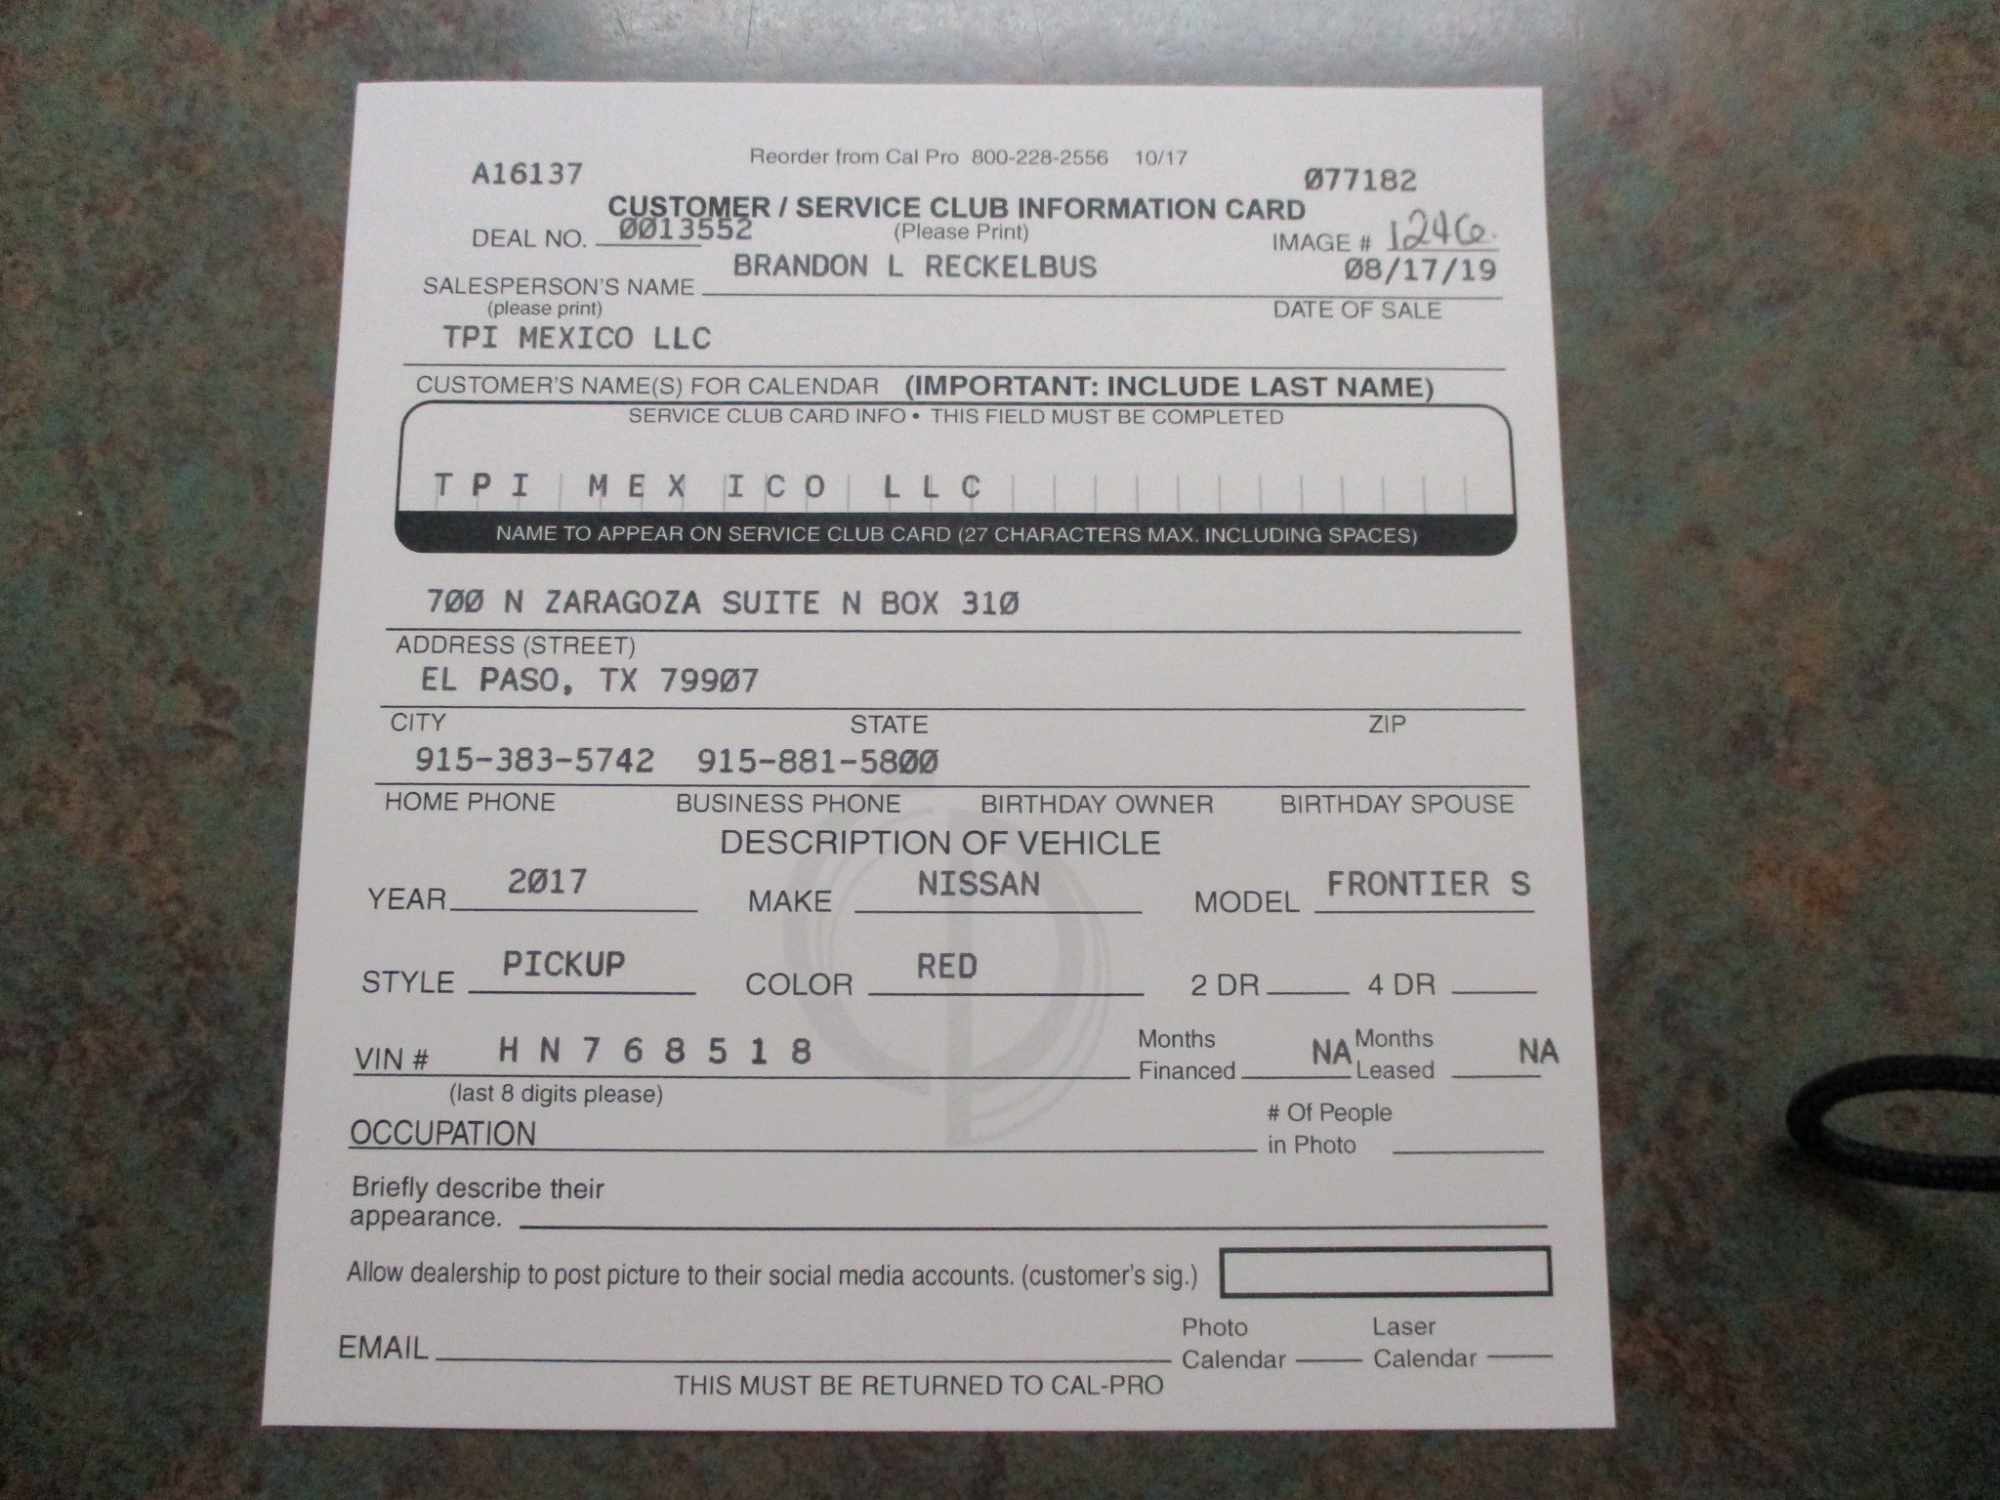 Reorder from Cal Pro 800-228-2556 10/17
A16137 Ø77182
CUSTOMER / SERVICE CLUB INFORMATION CARD
DEAL NO. ØØ13552 (Please Print) IMAGE # 1246.
SALESPERSON'S NAME BRANDON L RECKELBUS Ø8/17/19
(please print) DATE OF SALE
TPI MEXICO LLC
CUSTOMER'S NAME(S) FOR CALENDAR (IMPORTANT: INCLUDE LAST NAME)
SERVICE CLUB CARD INFO • THIS FIELD MUST BE COMPLETED
TPI MEXICO LLC
NAME TO APPEAR ON SERVICE CLUB CARD (27 CHARACTERS MAX. INCLUDING SPACES)
7ØØ N ZARAGOZA SUITE N BOX 31Ø
ADDRESS (STREET)
EL PASO, TX 799Ø7
CITY STATE ZIP
915-383-5742 915-881-58ØØ
HOME PHONE BUSINESS PHONE BIRTHDAY OWNER BIRTHDAY SPOUSE
DESCRIPTION OF VEHICLE
YEAR 2Ø17 MAKE NISSAN MODEL FRONTIER S
STYLE PICKUP COLOR RED 2 DR 4 DR
VIN # HN768518 Months Financed NA Months Leased NA
(last 8 digits please)
OCCUPATION # Of People in Photo
Briefly describe their
appearance.
Allow dealership to post picture to their social media accounts. (customer's sig.)
EMAIL Photo Calendar Laser Calendar
THIS MUST BE RETURNED TO CAL-PRO